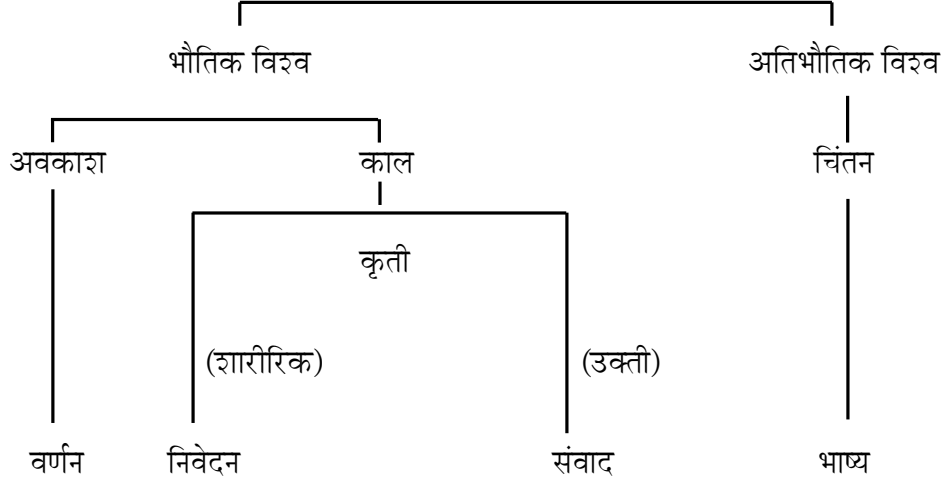 भौतिक विश्व अतिभौतिक विश्व
अवकाश काल चिंतन
कृती
(शारीरिक) (उक्ती)
वर्णन निवेदन संवाद भाष्य